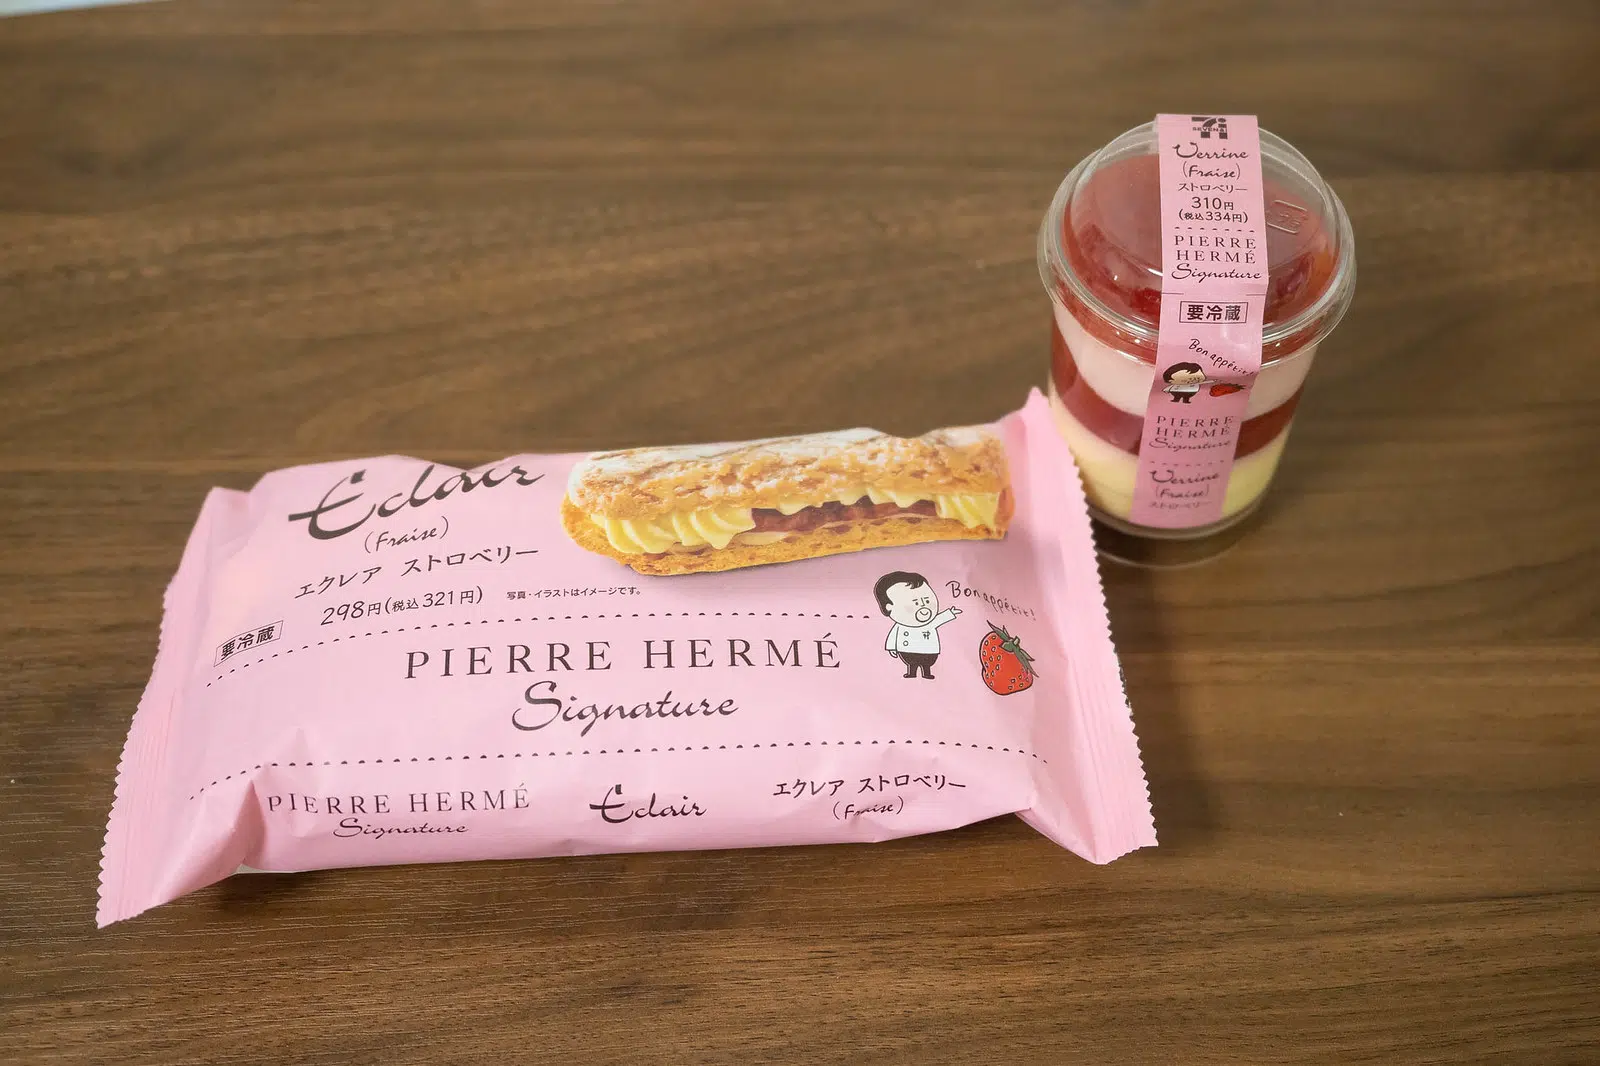 Eclair
(Fraise)
エクレア ストロベリー
298円(税込321円)
写真・イラストはイメージです。
要冷蔵
Bon appétit!
PIERRE HERMÉ
Signature
PIERRE HERMÉ
Signature
Eclair
エクレア ストロベリー
(Fraise)
Verrine
(Fraise)
ストロベリー
310円
(税込334円)
PIERRE
HERMÉ
Signature
要冷蔵
Bon appétit!
PIERRE
HERMÉ
Signature
Verrine
(Fraise)
ストロベリー